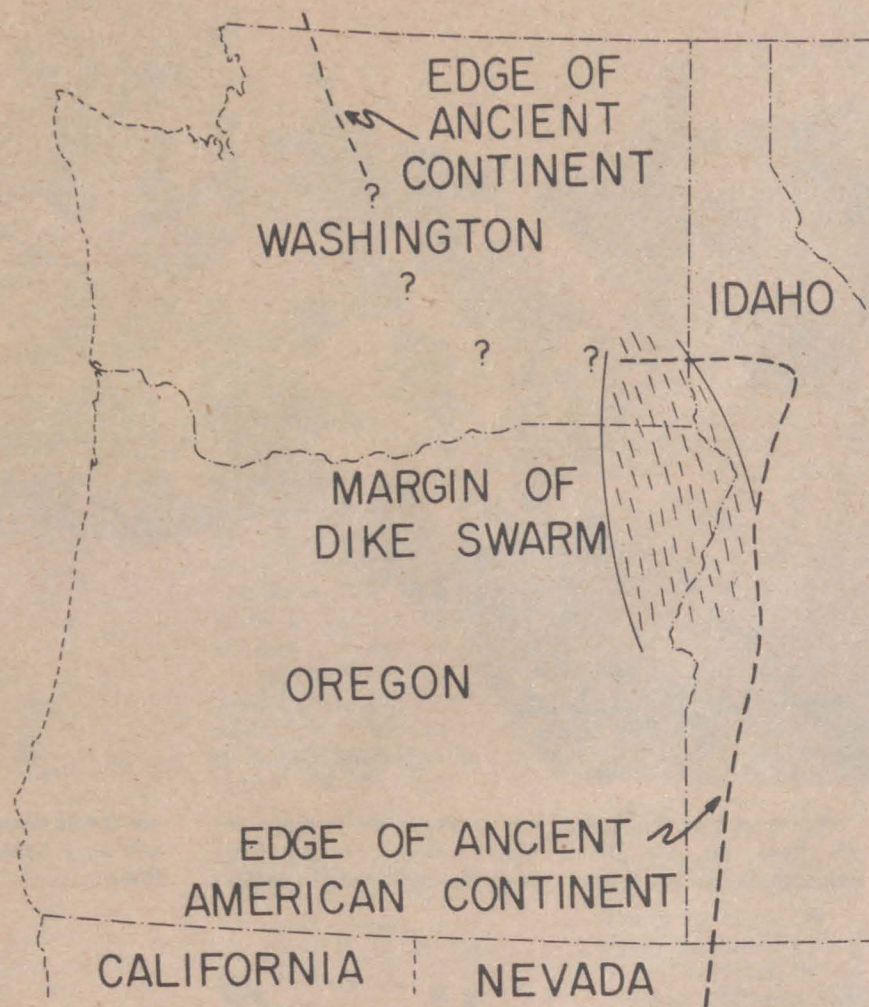 EDGE OF
ANCIENT
CONTINENT
?
WASHINGTON
?
IDAHO
?
?
MARGIN OF
DIKE SWARM
OREGON
EDGE OF ANCIENT
AMERICAN CONTINENT
CALIFORNIA
NEVADA